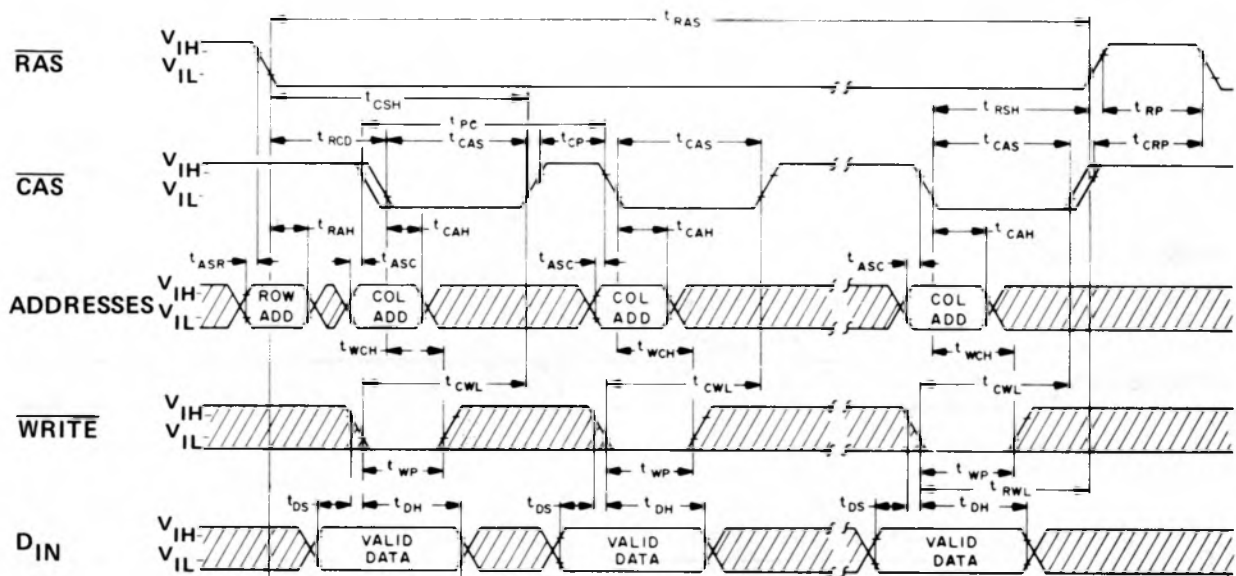 tRAS
RAS
VIH
VIL
tCSH
tPC
tRSH
tRP
tRCD
tCAS
tCP
tCAS
tCAS
tCRP
CAS
VIH
VIL
tRAH
tCAH
tCAH
tCAH
tASR
tASC
tASC
tASC
ADDRESSES
VIH
VIL
ROW ADD
COL ADD
COL ADD
COL ADD
tWCH
tWCH
tWCH
tCWL
tCWL
tCWL
WRITE
VIH
VIL
tWP
tWP
tWP
tRWL
tDS
tDH
tDS
tDH
tDS
tDH
DIN
VIH
VIL
VALID DATA
VALID DATA
VALID DATA